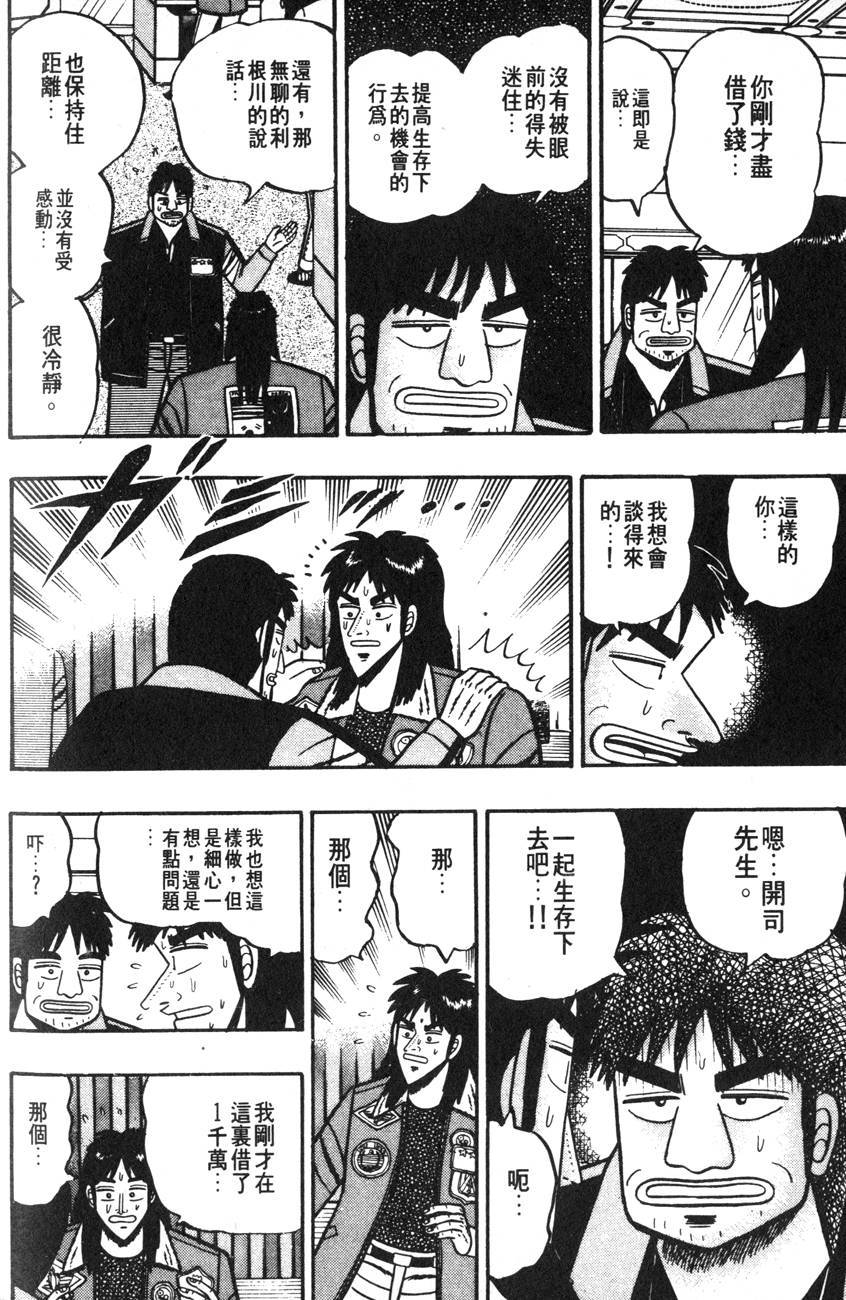 你剛才盡
借了錢…
這即是
說…
沒有被眼
前的得失
迷住…
提高生存下
去的機會的
行爲。
還有，那
無聊的利
根川的說
話…
也保持住
距離…
並沒有受
感動…
很冷靜。
這樣的
你…
我想會
談得來
的…!
ガーン…
嗯…開司
先生。
一起生存下
去吧…!!
呃…
那…
那個…
我也想這
樣做，但
是細心一
想，還是
有點問題
…
吓…?
我剛才在
這裏借了
1千萬…
那個…